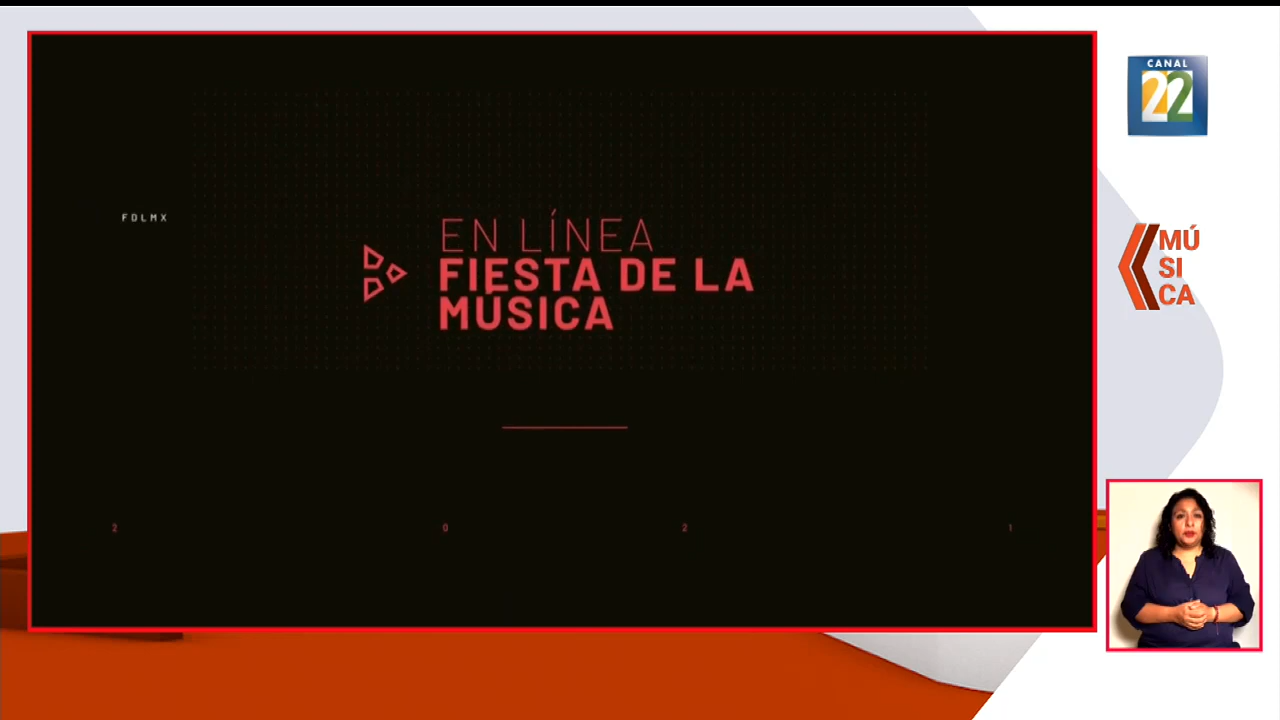 CANAL
22
FDLMX
EN LÍNEA
FIESTA DE LA
MÚSICA
MÚ
SI
CA
2 0 2 1